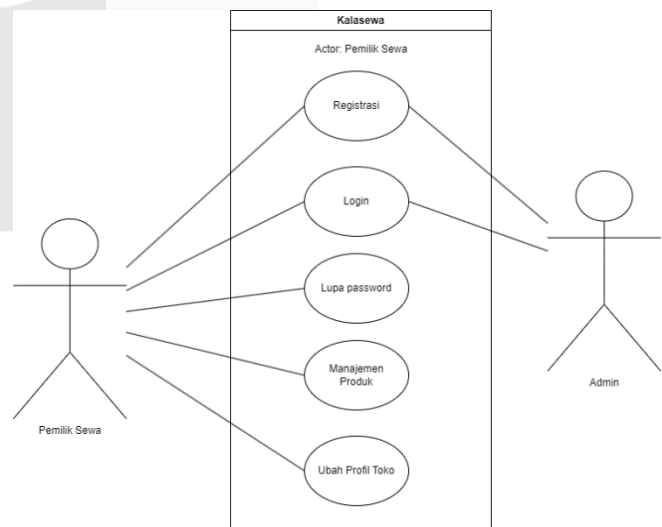 Kalasewa
Actor: Pemilik Sewa
Registrasi
Login
Lupa password
Manajemen
Produk
Ubah Profil Toko
Pemilik Sewa
Admin